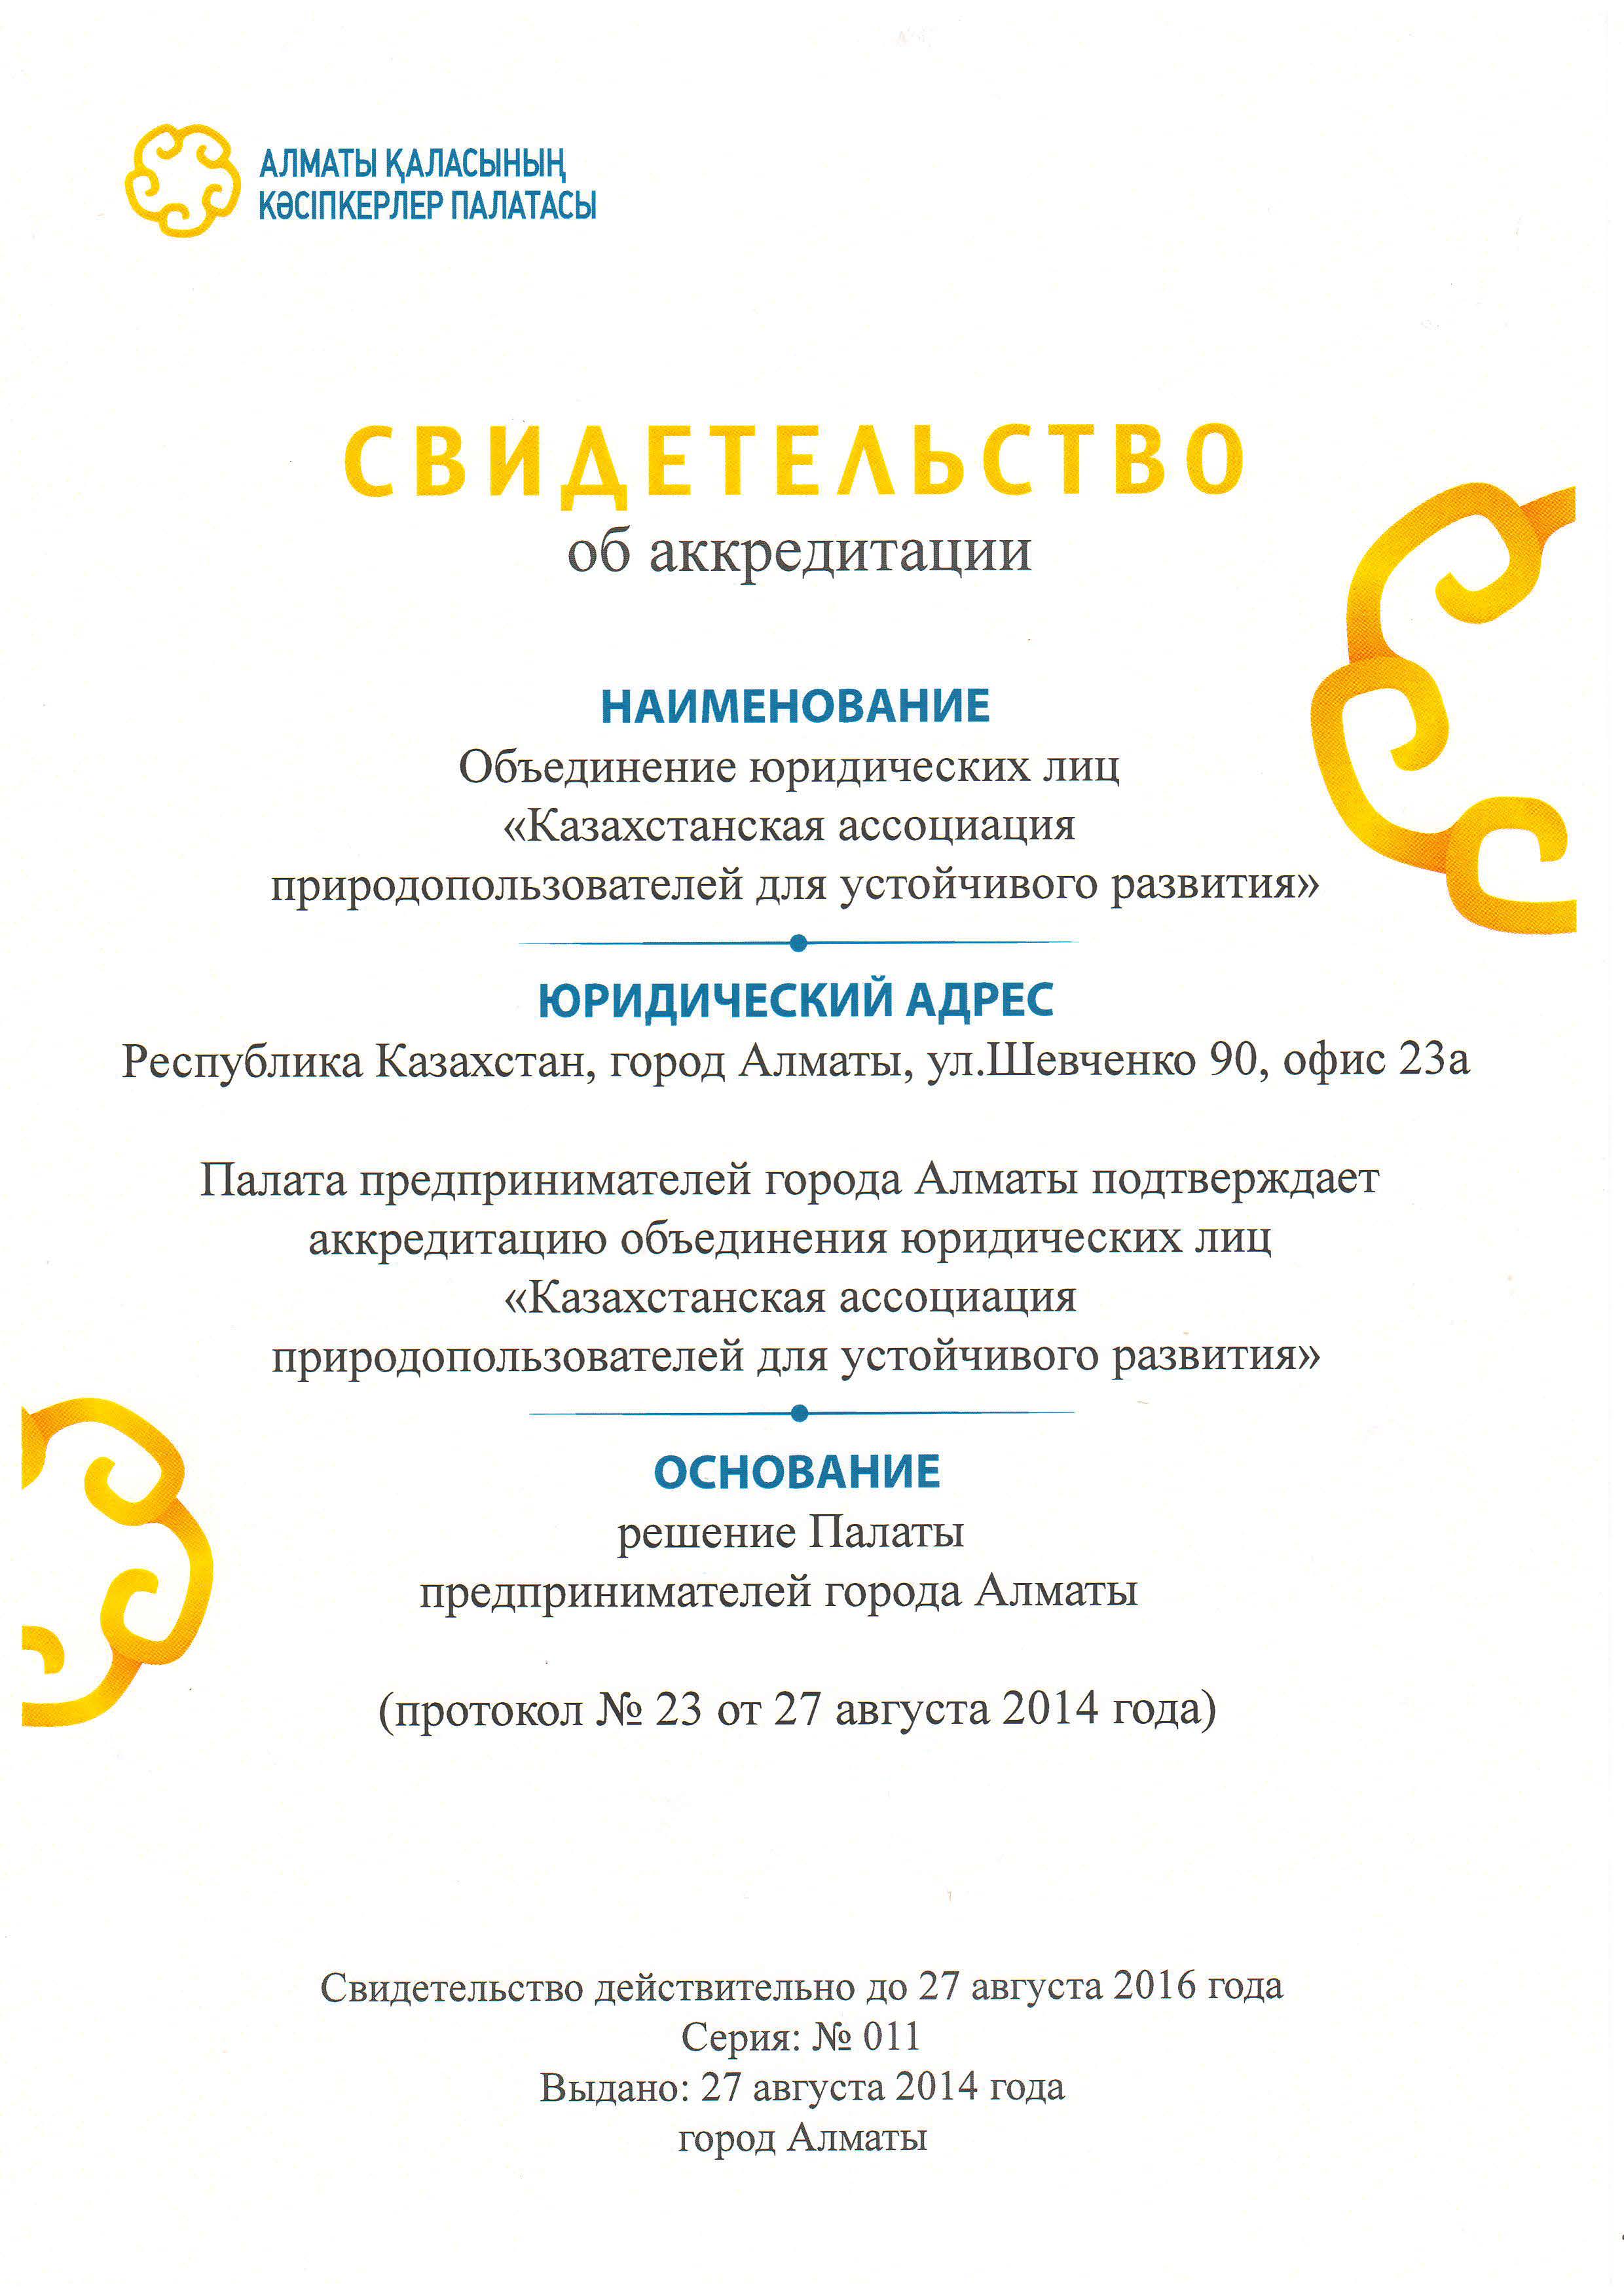 АЛМАТЫ ҚАЛАСЫНЫҢ
КӘСІПКЕРЛЕР ПАЛАТАСЫ
СВИДЕТЕЛЬСТВО
об аккредитации
НАИМЕНОВАНИЕ
Объединение юридических лиц
«Казахстанская ассоциация
природопользователей для устойчивого развития»
ЮРИДИЧЕСКИЙ АДРЕС
Республика Казахстан, город Алматы, ул.Шевченко 90, офис 23а
Палата предпринимателей города Алматы подтверждает
аккредитацию объединения юридических лиц
«Казахстанская ассоциация
природопользователей для устойчивого развития»
ОСНОВАНИЕ
решение Палаты
предпринимателей города Алматы
(протокол № 23 от 27 августа 2014 года)
Свидетельство действительно до 27 августа 2016 года
Серия: № 011
Выдано: 27 августа 2014 года
город Алматы